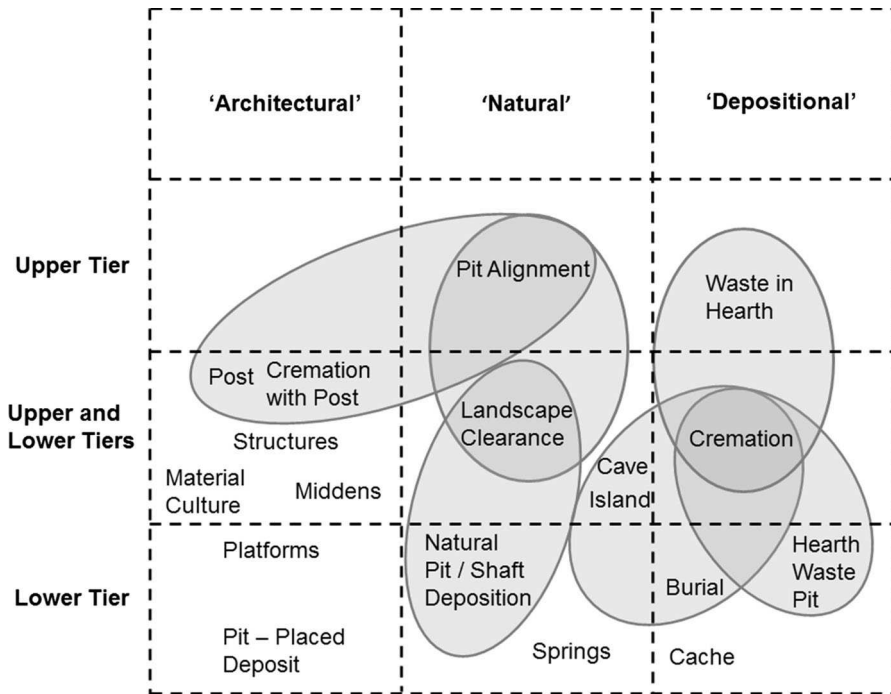 ‘Architectural’
‘Natural’
‘Depositional’
Upper Tier
Pit Alignment
Waste in
Hearth
Upper and
Lower Tiers
Post
Cremation
with Post
Structures
Material
Culture
Middens
Landscape
Clearance
Cave
Island
Cremation
Lower Tier
Platforms
Pit – Placed
Deposit
Natural
Pit / Shaft
Deposition
Springs
Burial
Hearth
Waste
Pit
Cache